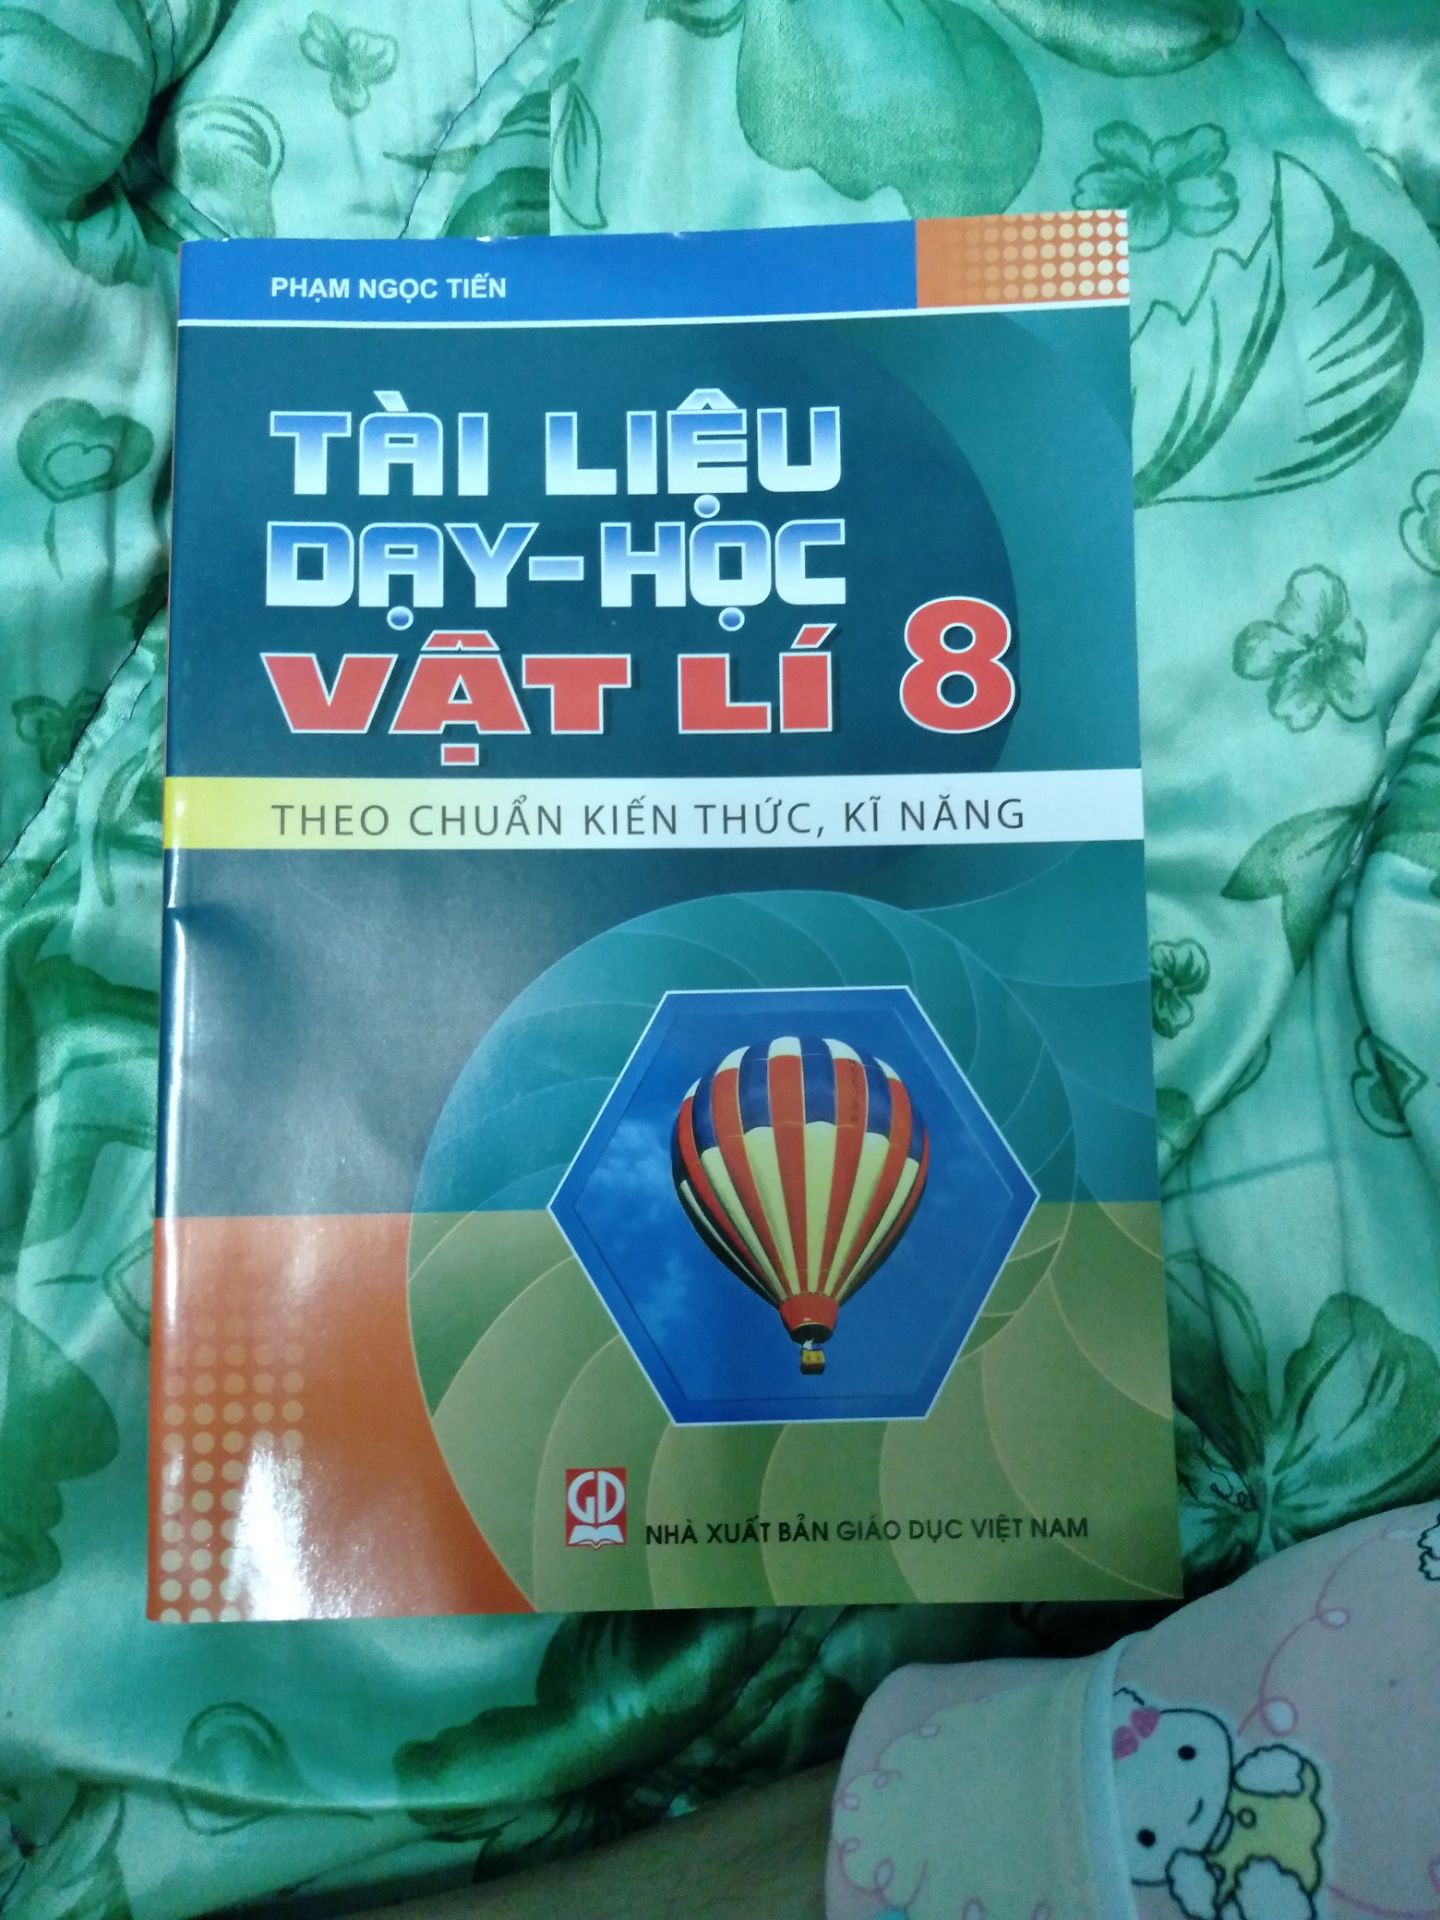 PHẠM NGỌC TIẾN
TÀI LIỆU
DẠY-HỌC
VẬT LÍ 8
THEO CHUẨN KIẾN THỨC, KĨ NĂNG
GD
NHÀ XUẤT BẢN GIÁO DỤC VIỆT NAM